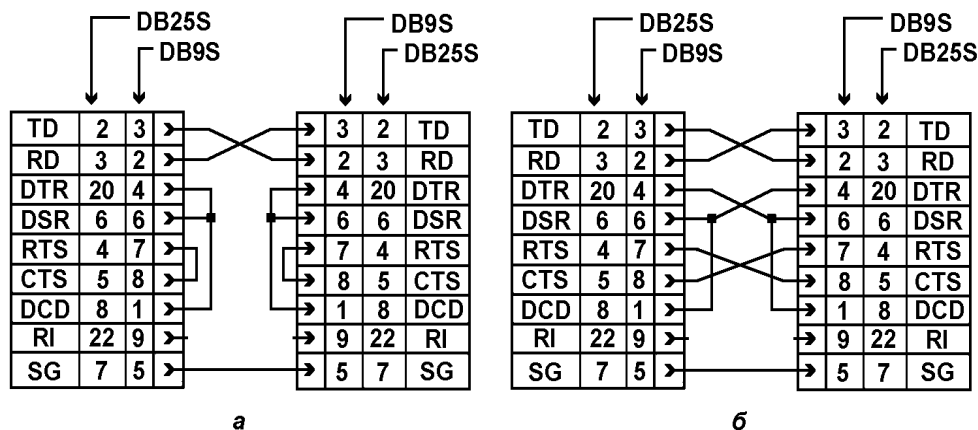 DB25S DB9S DB25S DB9S
DB9S DB25S DB9S DB25S
TD 2 3 3 2 TD TD 2 3 3 2 TD
RD 3 2 2 3 RD RD 3 2 2 3 RD
DTR 20 4 4 20 DTR DTR 20 4 4 20 DTR
DSR 6 6 6 6 DSR DSR 6 6 6 6 DSR
RTS 4 7 7 4 RTS RTS 4 7 7 4 RTS
CTS 5 8 8 5 CTS CTS 5 8 8 5 CTS
DCD 8 1 1 8 DCD DCD 8 1 1 8 DCD
RI 22 9 9 22 RI RI 22 9 9 22 RI
SG 7 5 5 7 SG SG 7 5 5 7 SG
а б